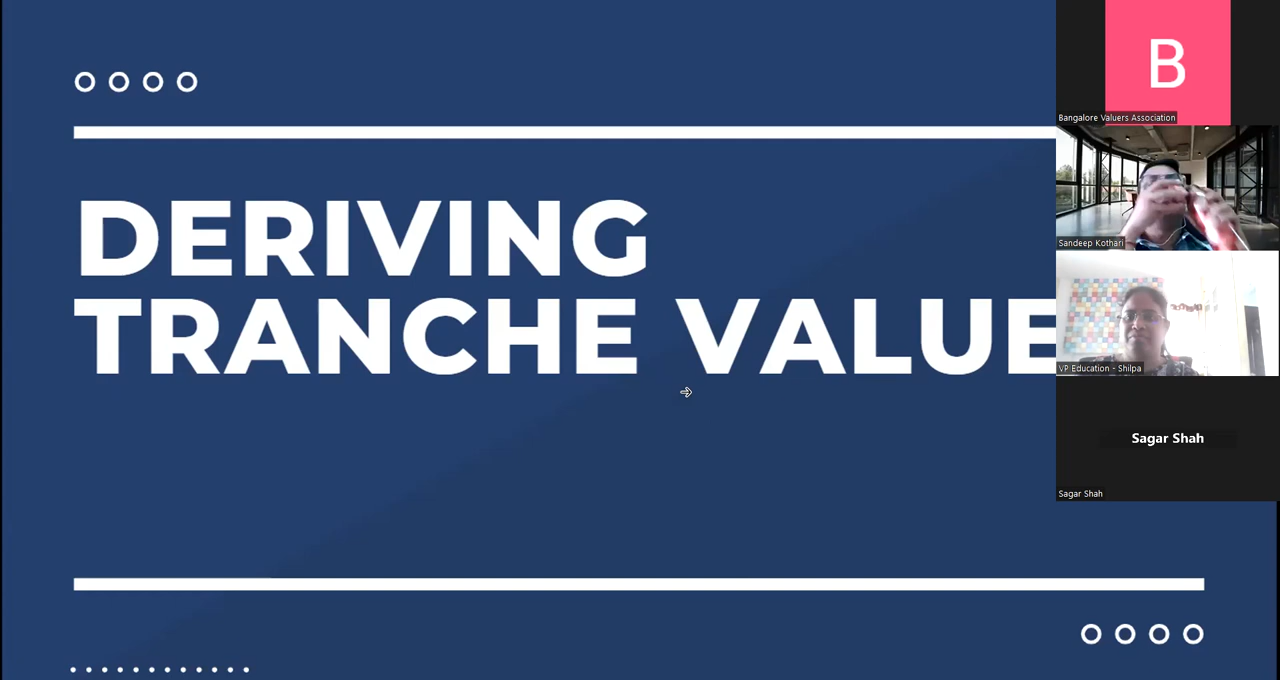 DERIVING
TRANCHE VALUE
B
Bangalore Valuers Association
Sandeep Kothari
VP Education - Shilpa
Sagar Shah
Sagar Shah